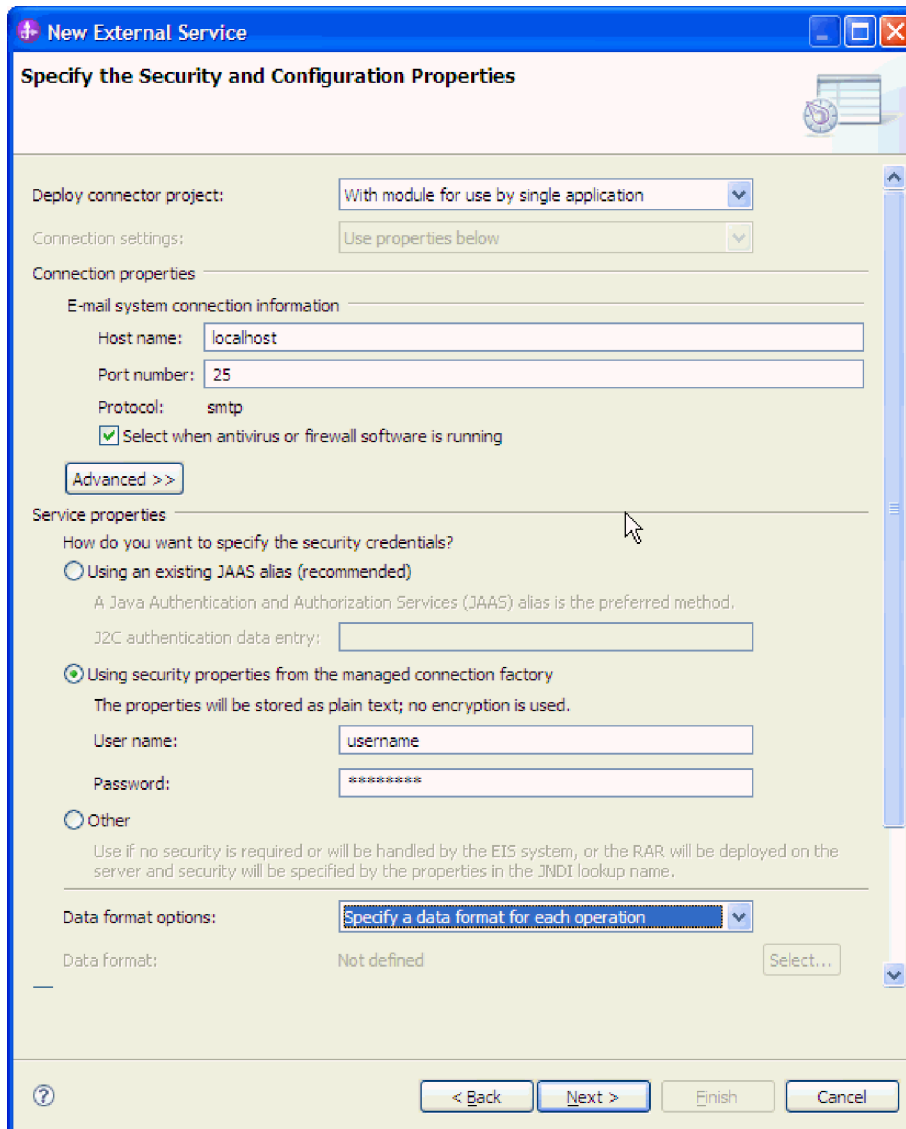 New External Service
Specify the Security and Configuration Properties
Deploy connector project: With module for use by single application
Connection settings: Use properties below
Connection properties
E-mail system connection information
Host name: localhost
Port number: 25
Protocol: smtp
Select when antivirus or firewall software is running
Advanced >>
Service properties
How do you want to specify the security credentials?
Using an existing JAAS alias (recommended)
A Java Authentication and Authorization Services (JAAS) alias is the preferred method.
J2C authentication data entry:
Using security properties from the managed connection factory
The properties will be stored as plain text; no encryption is used.
User name: username
Password: ********
Other
Use if no security is required or will be handled by the EIS system, or the RAR will be deployed on the
server and security will be specified by the properties in the JNDI lookup name.
Data format options: Specify a data format for each operation
Data format: Not defined Select...
? < Back Next > Finish Cancel